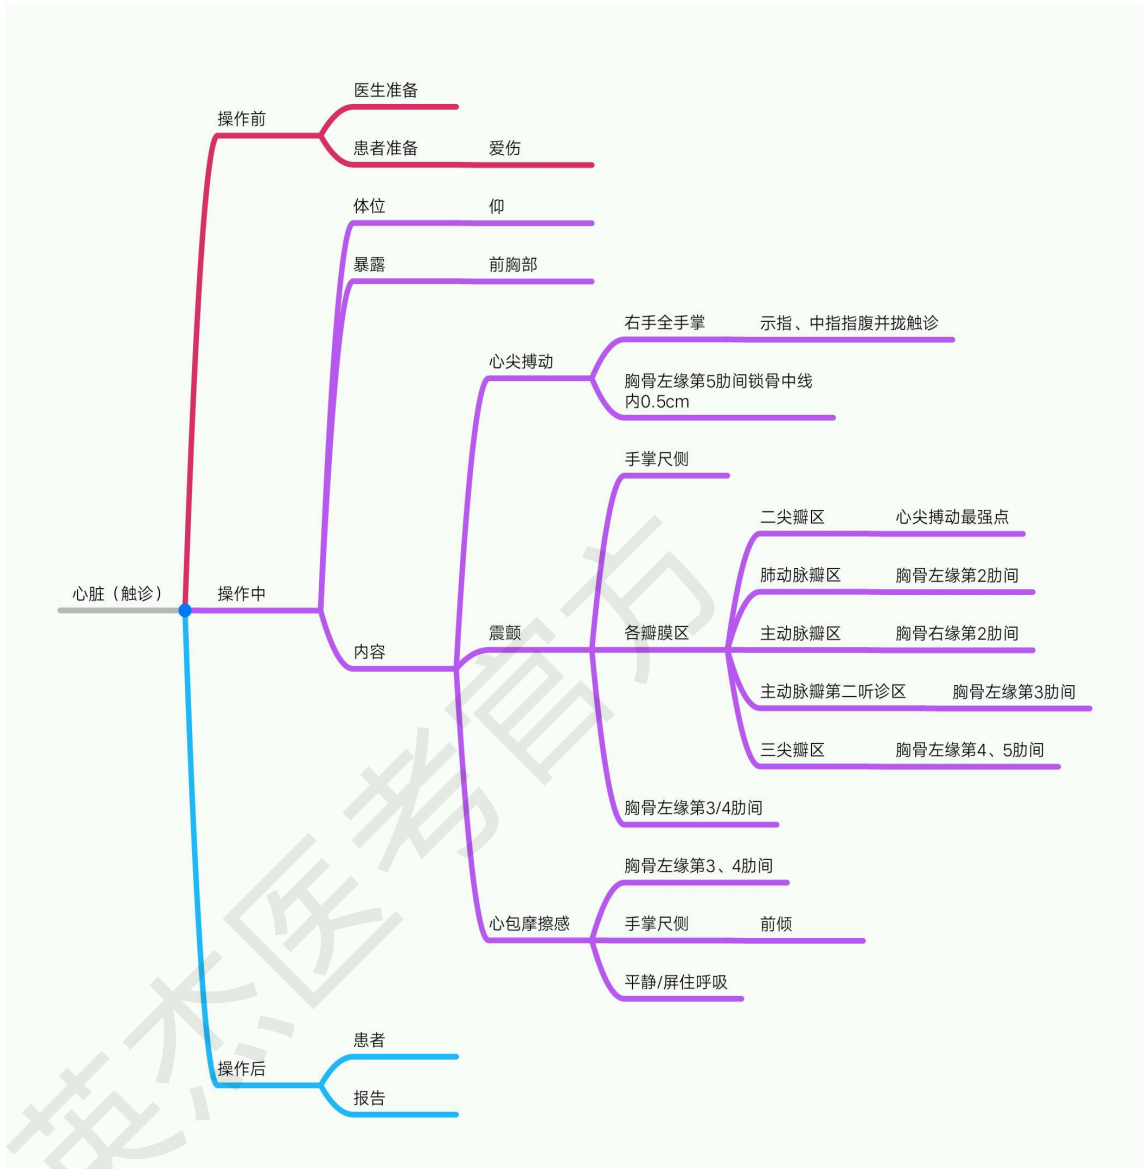 医生准备
操作前
患者准备 爱伤
体位 仰
暴露 前胸部
右手全手掌 示指、中指指腹并拢触诊
心尖搏动
胸骨左缘第5肋间锁骨中线
内0.5cm
手掌尺侧
二尖瓣区 心尖搏动最强点
肺动脉瓣区 胸骨左缘第2肋间
心脏（触诊） 操作中
震颤 各瓣膜区 主动脉瓣区 胸骨右缘第2肋间
内容
主动脉瓣第二听诊区 胸骨左缘第3肋间
三尖瓣区 胸骨左缘第4、5肋间
胸骨左缘第3/4肋间
胸骨左缘第3、4肋间
心包摩擦感 手掌尺侧 前倾
平静/屏住呼吸
患者
操作后
报告
英杰医考官方